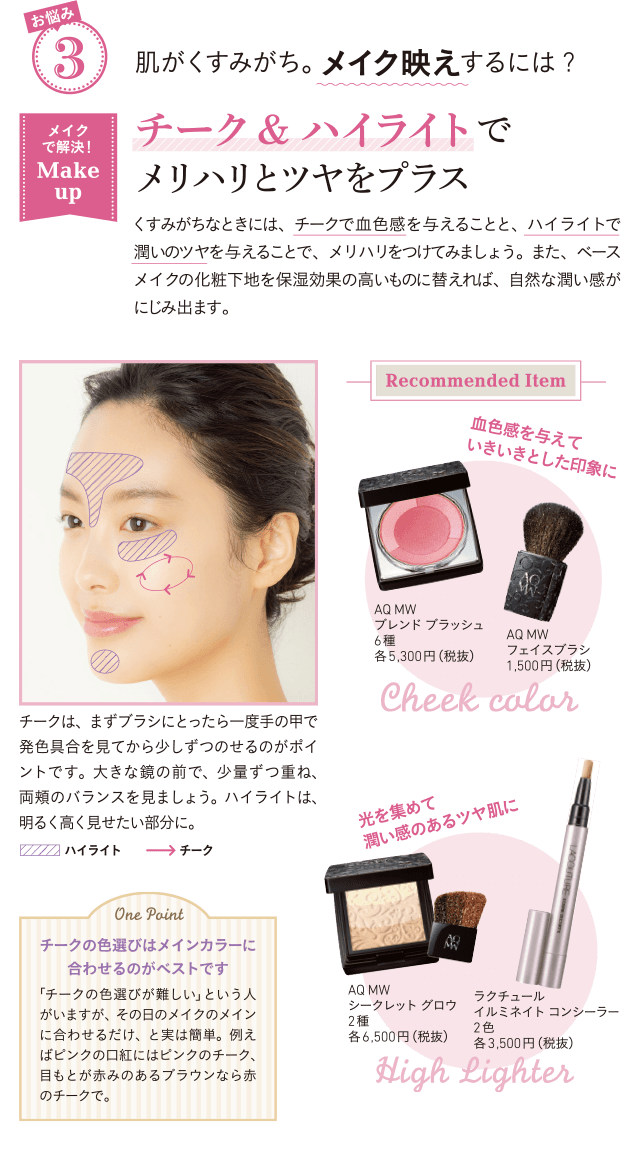 お悩み
3
肌がくすみがち。メイク映えするには？
メイク
で解決！
Make
up
チーク & ハイライトで
メリハリとツヤをプラス
くすみがちなときには、チークで血色感を与えることと、ハイライトで
潤いのツヤを与えることで、メリハリをつけてみましょう。また、ベース
メイクの化粧下地を保湿効果の高いものに替えれば、自然な潤い感が
にじみ出ます。
チークは、まずブラシにとったら一度手の甲で
発色具合を見てから少しずつのせるのがポイ
ントです。大きな鏡の前で、少量ずつ重ね、
両頬のバランスを見ましょう。ハイライトは、
明るく高く見せたい部分に。
ハイライト
チーク
One Point
チークの色選びはメインカラーに
合わせるのがベストです
「チークの色選びが難しい」という人
がいますが、その日のメイクのメイン
に合わせるだけ、と実は簡単。例え
ばピンクの口紅にはピンクのチーク、
目もとが赤みのあるブラウンなら赤
のチークで。
Recommended Item
血色感を与えて
いきいきとした印象に
AQ
MW
AQ MW
ブレンド ブラッシュ
6種
各5,300円（税抜）
AQ MW
フェイスブラシ
1,500円（税抜）
Cheek color
光を集めて
潤い感のあるツヤ肌に
AQ
MW
LACOUTURE
AQ MW
シークレット グロウ
2種
各6,500円（税抜）
ラクチュール
イルミネイト コンシーラー
2色
各3,500円（税抜）
High Lighter